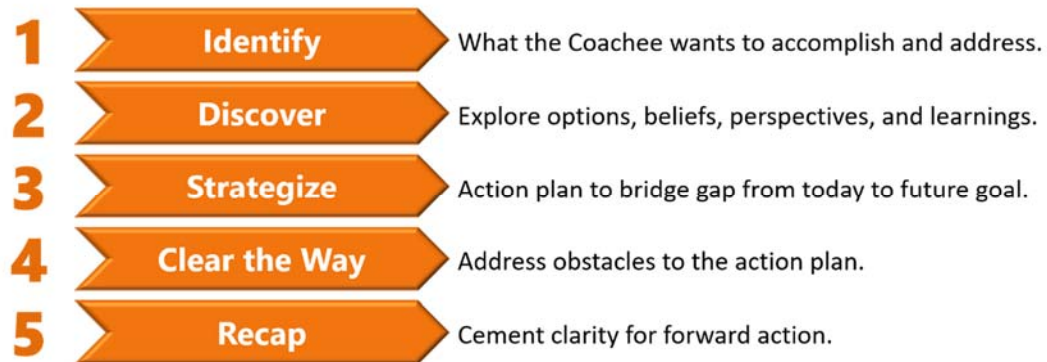 1 Identify What the Coachee wants to accomplish and address.
2 Discover Explore options, beliefs, perspectives, and learnings.
3 Strategize Action plan to bridge gap from today to future goal.
4 Clear the Way Address obstacles to the action plan.
5 Recap Cement clarity for forward action.